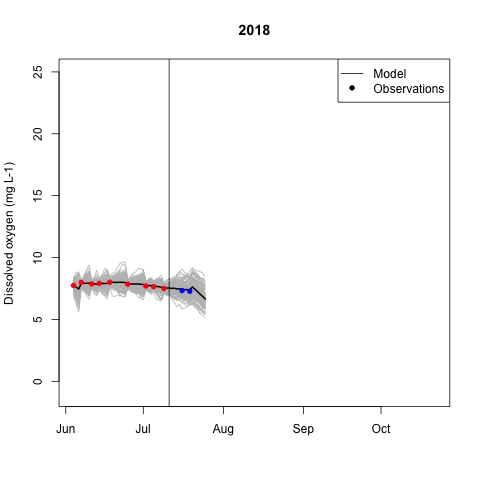 2018
Model
Observations
Dissolved oxygen (mg L-1)
25
20
15
10
5
0
Jun
Jul
Aug
Sep
Oct